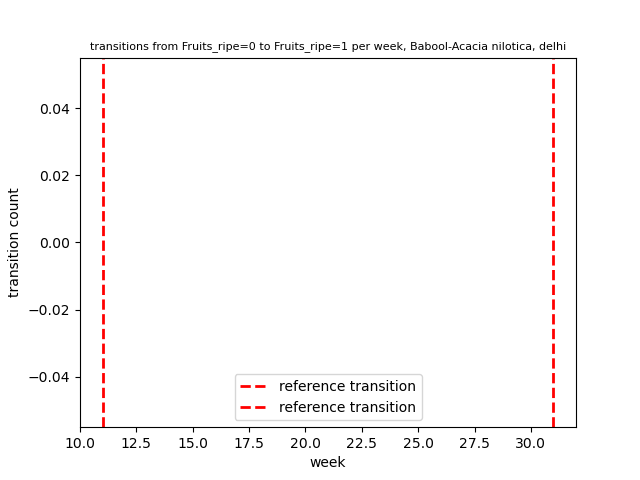 transitions from Fruits_ripe=0 to Fruits_ripe=1 per week, Babool-Acacia nilotica, delhi
transition count
0.04
0.02
0.00
−0.02
−0.04
reference transition
reference transition
10.0 12.5 15.0 17.5 20.0 22.5 25.0 27.5 30.0
week